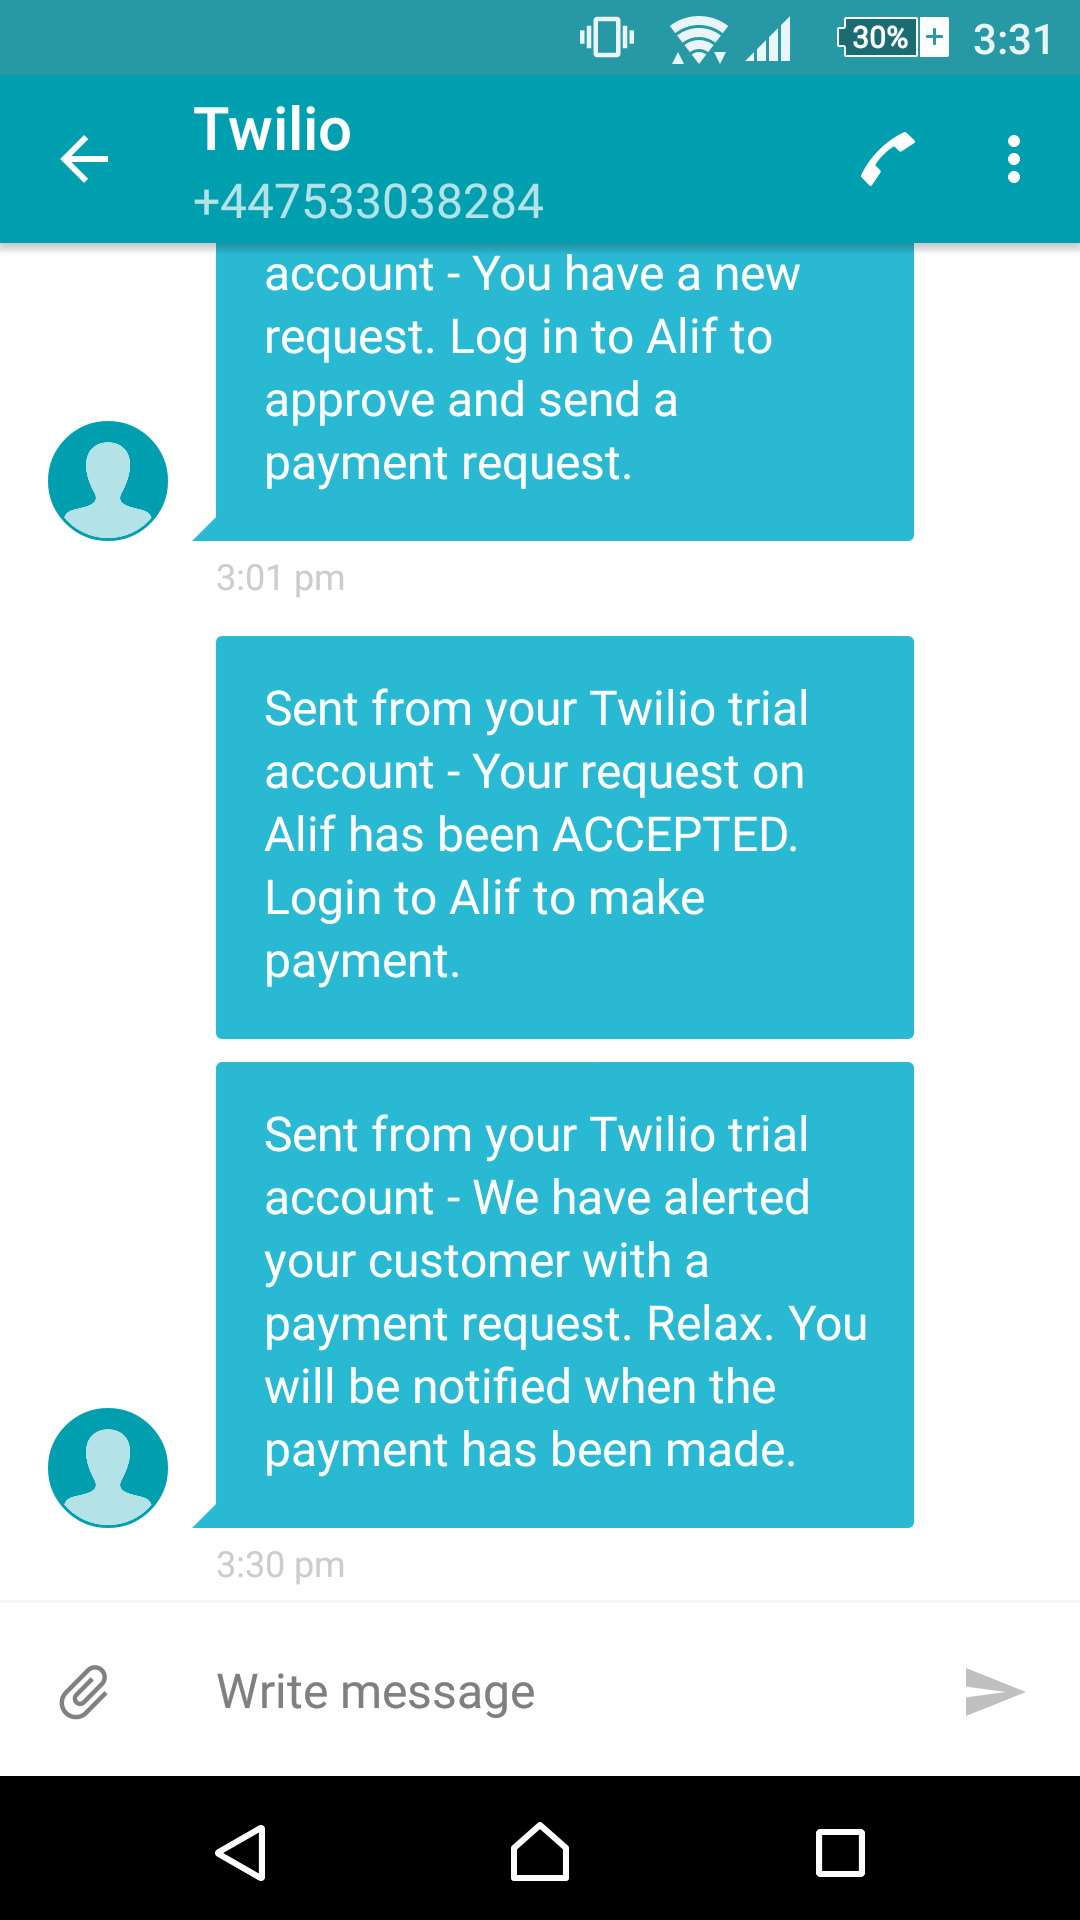 30%
3:31
Twilio
+447533038284
account - You have a new
request. Log in to Alif to
approve and send a
payment request.
3:01 pm
Sent from your Twilio trial
account - Your request on
Alif has been ACCEPTED.
Login to Alif to make
payment.
Sent from your Twilio trial
account - We have alerted
your customer with a
payment request. Relax. You
will be notified when the
payment has been made.
3:30 pm
Write message